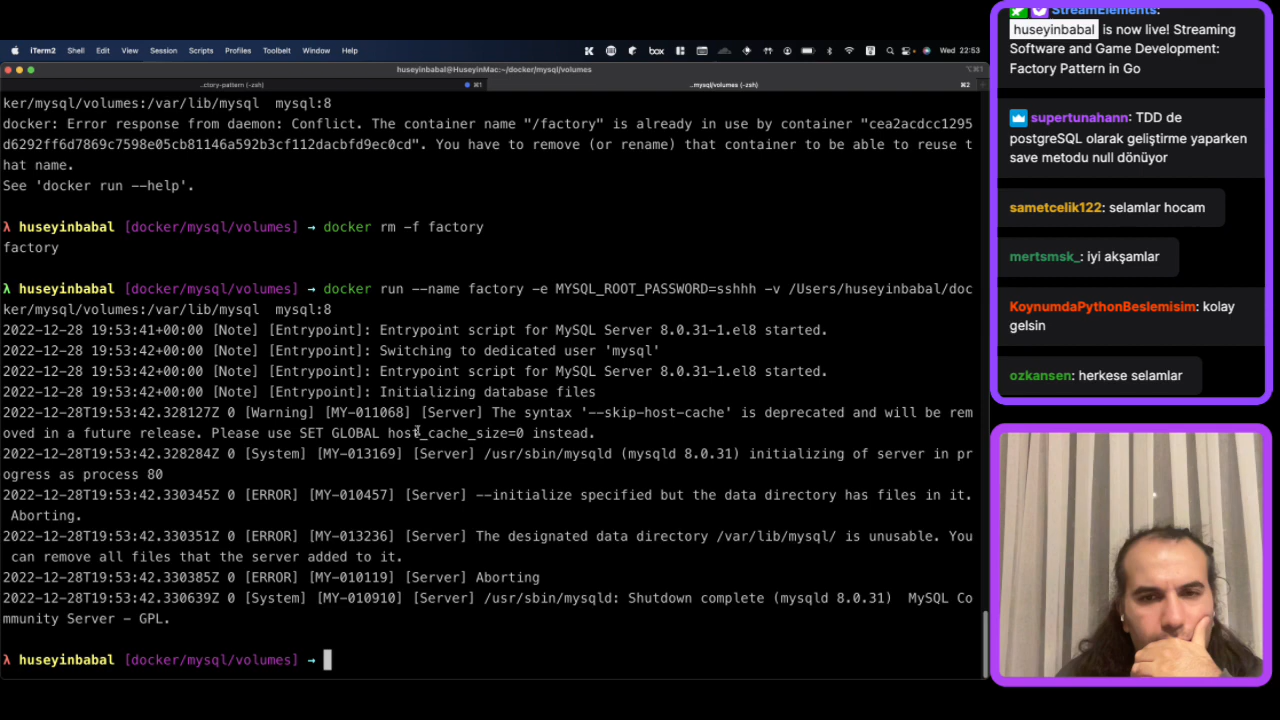 iTerm2 Shell Edit View Session Scripts Profiles Toolbelt Window Help
box
Wed 22:53
huseyinbabal@HuseyinMac:~/docker/mysql/volumes
⌥⌘1
..ctory-pattern (-zsh)
⌘1
..mysql/volumes (-zsh)
⌘2
ker/mysql/volumes:/var/lib/mysql  mysql:8
docker: Error response from daemon: Conflict. The container name "/factory" is already in use by container "cea2acdcc1295
d6292ff6d7869c7598e05cb81146a592b3cf112dacbfd9ec0cd". You have to remove (or rename) that container to be able to reuse t
hat name.
See 'docker run --help'.
λ huseyinbabal [docker/mysql/volumes] → docker rm -f factory
factory
λ huseyinbabal [docker/mysql/volumes] → docker run --name factory -e MYSQL_ROOT_PASSWORD=sshhh -v /Users/huseyinbabal/doc
ker/mysql/volumes:/var/lib/mysql  mysql:8
2022-12-28 19:53:41+00:00 [Note] [Entrypoint]: Entrypoint script for MySQL Server 8.0.31-1.el8 started.
2022-12-28 19:53:42+00:00 [Note] [Entrypoint]: Switching to dedicated user 'mysql'
2022-12-28 19:53:42+00:00 [Note] [Entrypoint]: Entrypoint script for MySQL Server 8.0.31-1.el8 started.
2022-12-28 19:53:42+00:00 [Note] [Entrypoint]: Initializing database files
2022-12-28T19:53:42.328127Z 0 [Warning] [MY-011068] [Server] The syntax '--skip-host-cache' is deprecated and will be rem
oved in a future release. Please use SET GLOBAL host_cache_size=0 instead.
2022-12-28T19:53:42.328284Z 0 [System] [MY-013169] [Server] /usr/sbin/mysqld (mysqld 8.0.31) initializing of server in pr
ogress as process 80
2022-12-28T19:53:42.330345Z 0 [ERROR] [MY-010457] [Server] --initialize specified but the data directory has files in it.
Aborting.
2022-12-28T19:53:42.330351Z 0 [ERROR] [MY-013236] [Server] The designated data directory /var/lib/mysql/ is unusable. You
can remove all files that the server added to it.
2022-12-28T19:53:42.330385Z 0 [ERROR] [MY-010119] [Server] Aborting
2022-12-28T19:53:42.330639Z 0 [System] [MY-010910] [Server] /usr/sbin/mysqld: Shutdown complete (mysqld 8.0.31)  MySQL Co
mmunity Server - GPL.
λ huseyinbabal [docker/mysql/volumes] →
StreamElements:
huseyinbabal is now live! Streaming
Software and Game Development:
Factory Pattern in Go
supertunahann: TDD de
postgreSQL olarak geliştirme yaparken
save metodu null dönüyor
sametcelik122: selamlar hocam
mertsmsk_: iyi akşamlar
KoynumdaPythonBeslemisim: kolay
gelsin
ozkansen: herkese selamlar